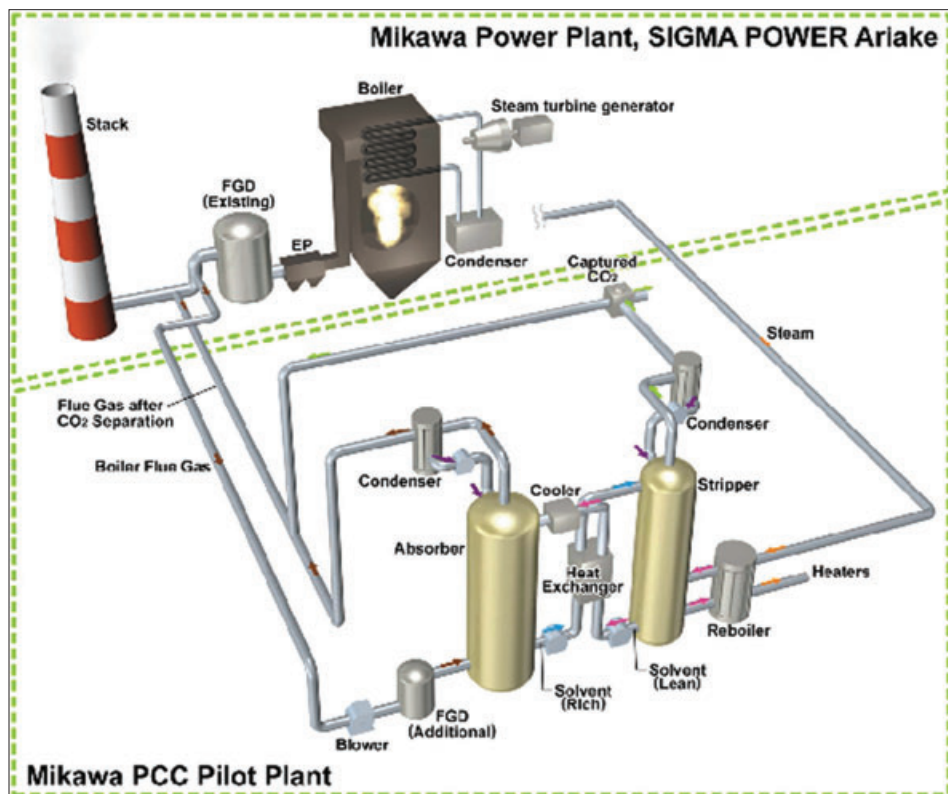 Mikawa Power Plant, SIGMA POWER Ariake
Boiler
Steam turbine generator
Stack
FGD
(Existing)
EP
Condenser
Captured
CO₂
Steam
Flue Gas after
CO₂ Separation
Boiler Flue Gas
Condenser
Condenser
Cooler
Stripper
Absorber
Heat
Exchanger
Heaters
Reboiler
Solvent
(Rich)
Solvent
(Lean)
FGD
(Additional)
Blower
Mikawa PCC Pilot Plant